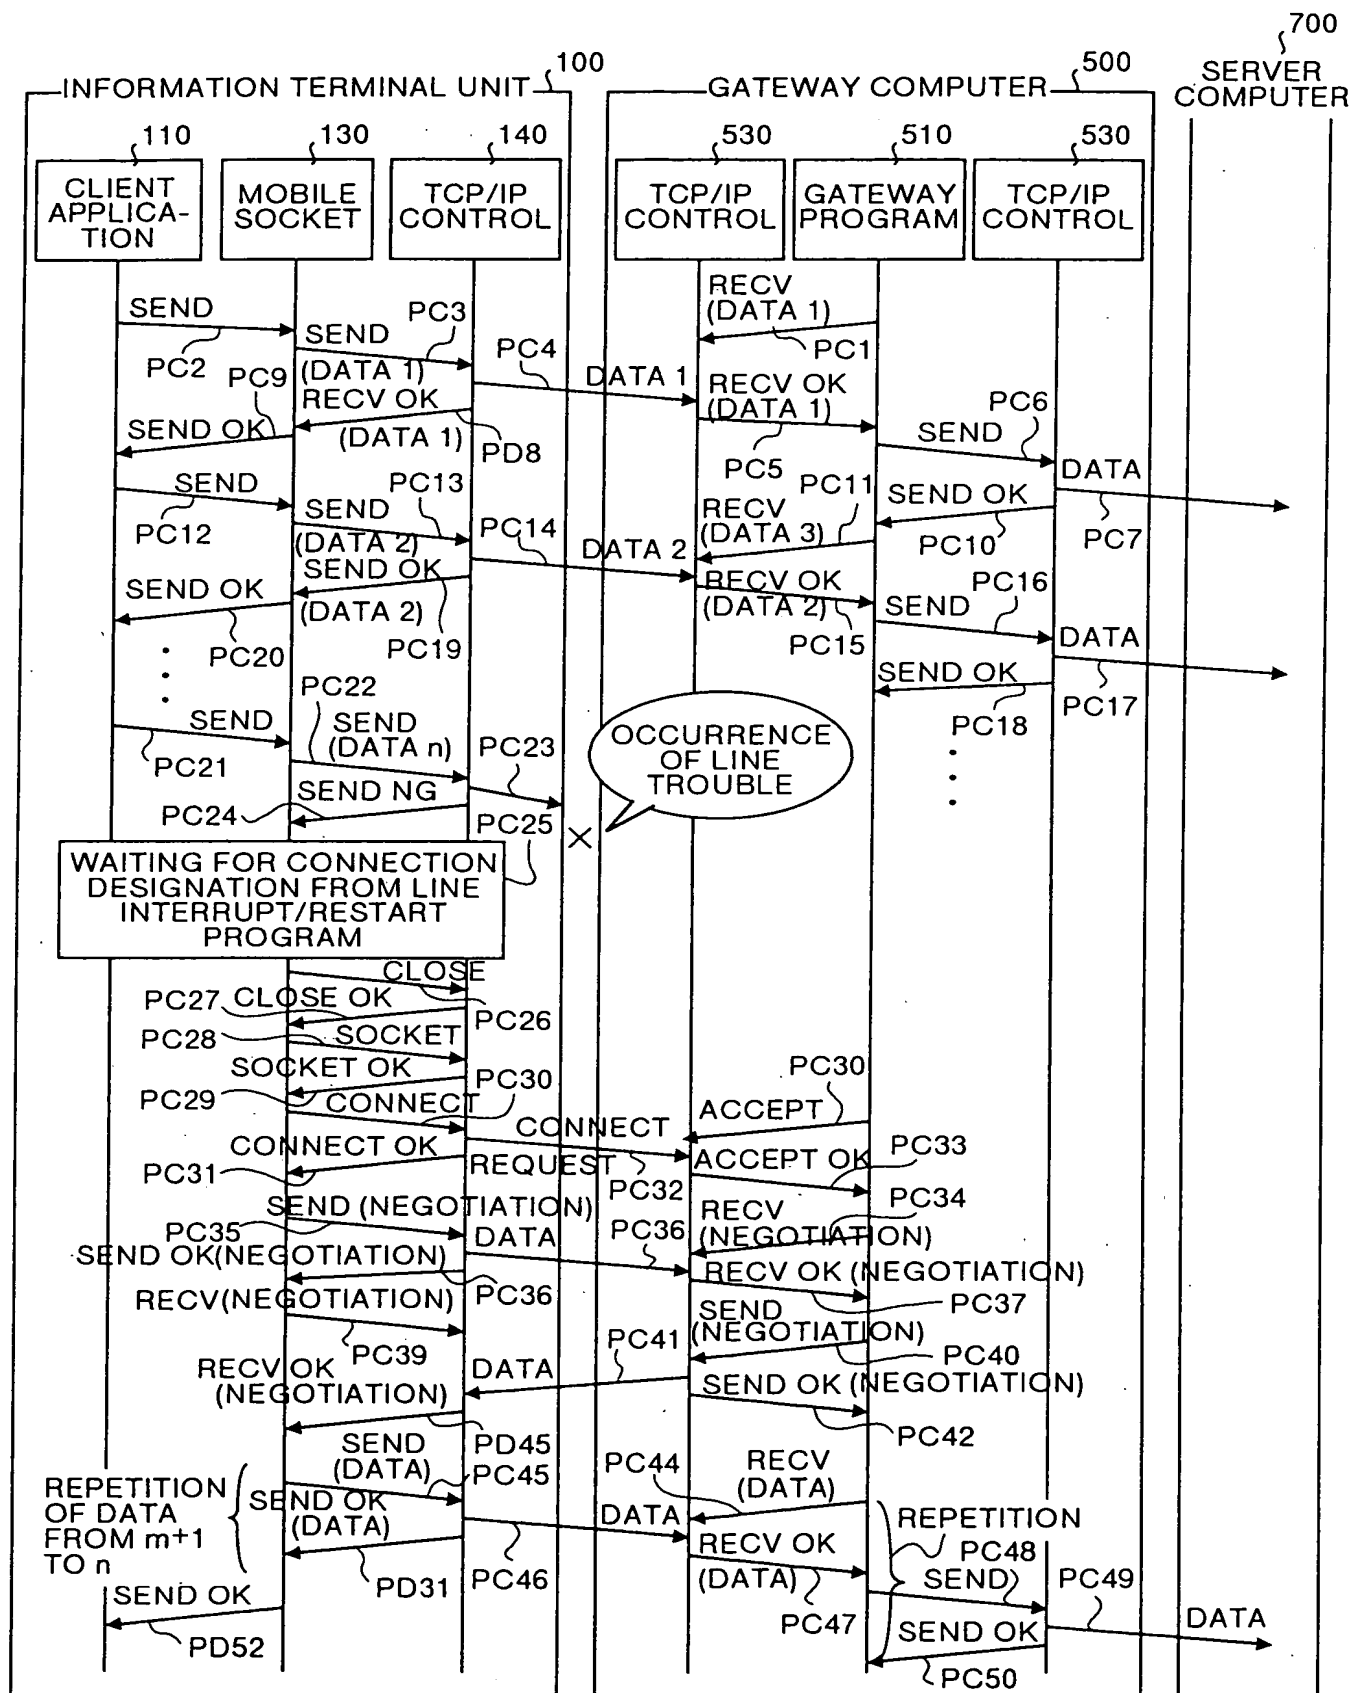 700
INFORMATION TERMINAL UNIT 100
GATEWAY COMPUTER 500
SERVER
COMPUTER
110
130
140
530
510
530
CLIENT
APPLICA-
TION
MOBILE
SOCKET
TCP/IP
CONTROL
TCP/IP
CONTROL
GATEWAY
PROGRAM
TCP/IP
CONTROL
RECV
(DATA 1)
PC1
SEND
PC2
SEND
(DATA 1)
PC3
PC4
DATA 1
RECV OK
(DATA 1)
PC5
PC6
SEND
DATA
PC7
RECV OK
(DATA 1)
PD8
PC9
SEND OK
SEND OK
PC10
PC11
RECV
(DATA 3)
SEND
PC12
PC13
SEND
(DATA 2)
PC14
DATA 2
RECV OK
(DATA 2)
PC15
PC16
SEND
DATA
PC17
SEND OK
PC18
SEND OK
(DATA 2)
PC19
SEND OK
PC20
SEND
PC21
PC22
SEND
(DATA n)
PC23
SEND NG
PC24
OCCURRENCE
OF LINE
TROUBLE
PC25
WAITING FOR CONNECTION
DESIGNATION FROM LINE
INTERRUPT/RESTART
PROGRAM
CLOSE
PC26
PC27
CLOSE OK
PC28
SOCKET
SOCKET OK
PC29
PC30
CONNECT
PC30
ACCEPT
CONNECT OK
PC31
CONNECT
REQUEST
PC32
ACCEPT OK
PC33
PC34
RECV
(NEGOTIATION)
SEND (NEGOTIATION)
PC35
DATA
PC36
SEND OK(NEGOTIATION)
PC36
RECV OK (NEGOTIATION)
PC37
RECV(NEGOTIATION)
PC39
SEND
(NEGOTIATION)
PC40
PC41
DATA
SEND OK (NEGOTIATION)
PC42
RECV OK
(NEGOTIATION)
PD45
PC44
RECV
(DATA)
SEND
(DATA)
PC45
REPETITION
OF DATA
FROM m+1
TO n
SEND OK
(DATA)
PD31
DATA
PC46
RECV OK
(DATA)
PC47
REPETITION
PC48
SEND
PC49
DATA
SEND OK
PC50
SEND OK
PD52